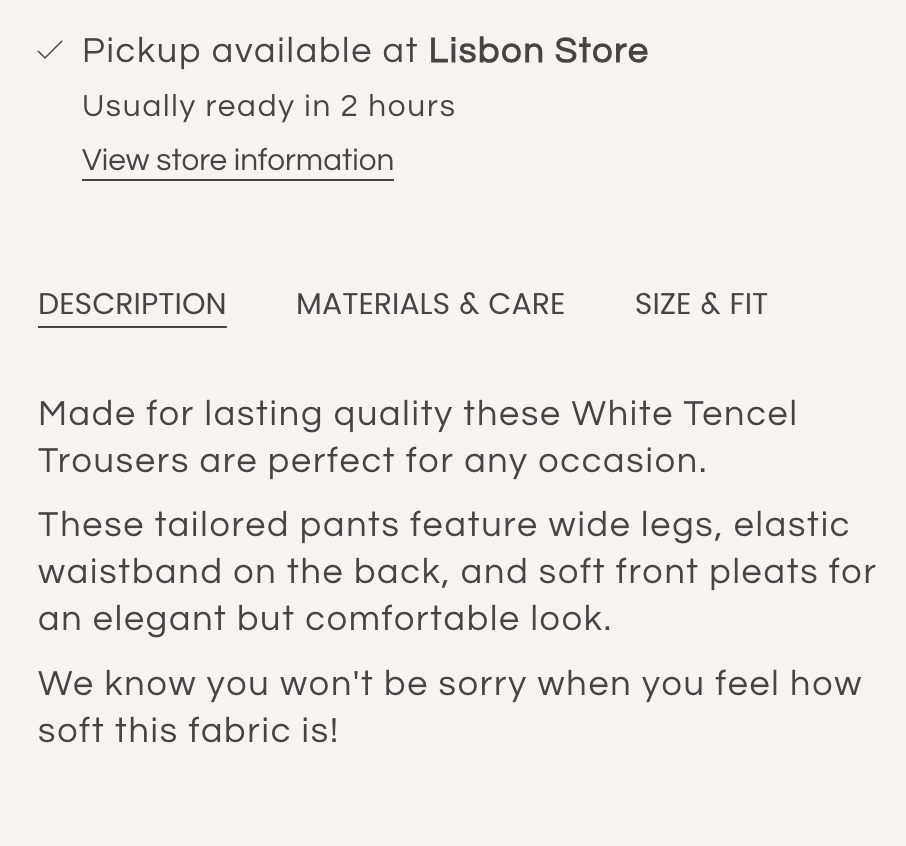 Pickup available at Lisbon Store
Usually ready in 2 hours
View store information
DESCRIPTION MATERIALS & CARE SIZE & FIT
Made for lasting quality these White Tencel
Trousers are perfect for any occasion.
These tailored pants feature wide legs, elastic
waistband on the back, and soft front pleats for
an elegant but comfortable look.
We know you won't be sorry when you feel how
soft this fabric is!